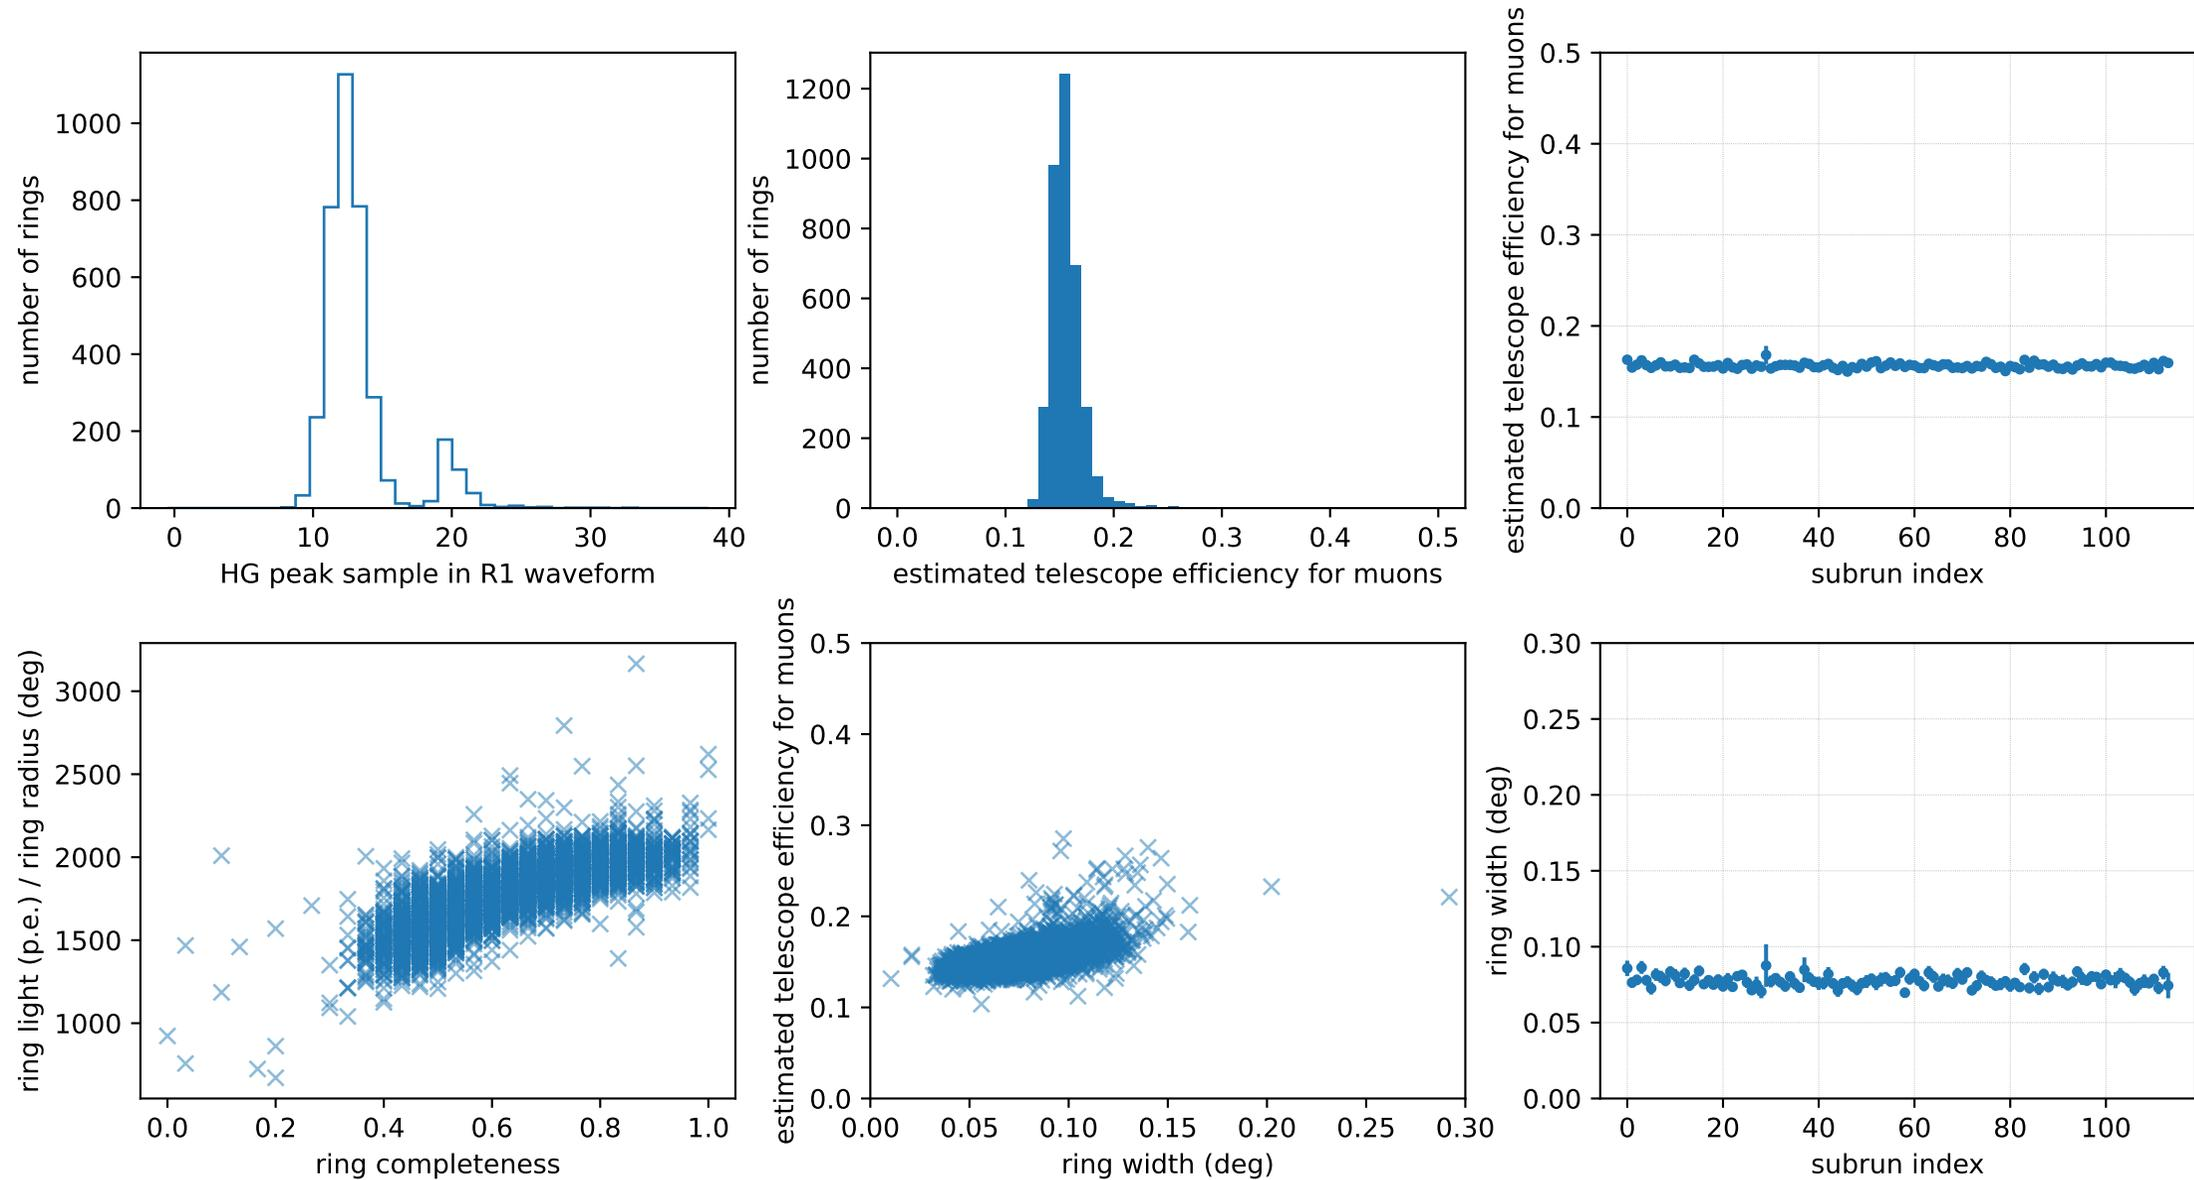 number of rings
1000
800
600
400
200
0
0 10 20 30 40
HG peak sample in R1 waveform
number of rings
1200
1000
800
600
400
200
0
0.0 0.1 0.2 0.3 0.4 0.5
estimated telescope efficiency for muons
estimated telescope efficiency for muons
0.5
0.4
0.3
0.2
0.1
0.0
0 20 40 60 80 100
subrun index
ring light (p.e.) / ring radius (deg)
3000
2500
2000
1500
1000
0.0 0.2 0.4 0.6 0.8 1.0
ring completeness
estimated telescope efficiency for muons
0.5
0.4
0.3
0.2
0.1
0.0
0.00 0.05 0.10 0.15 0.20 0.25 0.30
ring width (deg)
ring width (deg)
0.30
0.25
0.20
0.15
0.10
0.05
0.00
0 20 40 60 80 100
subrun index